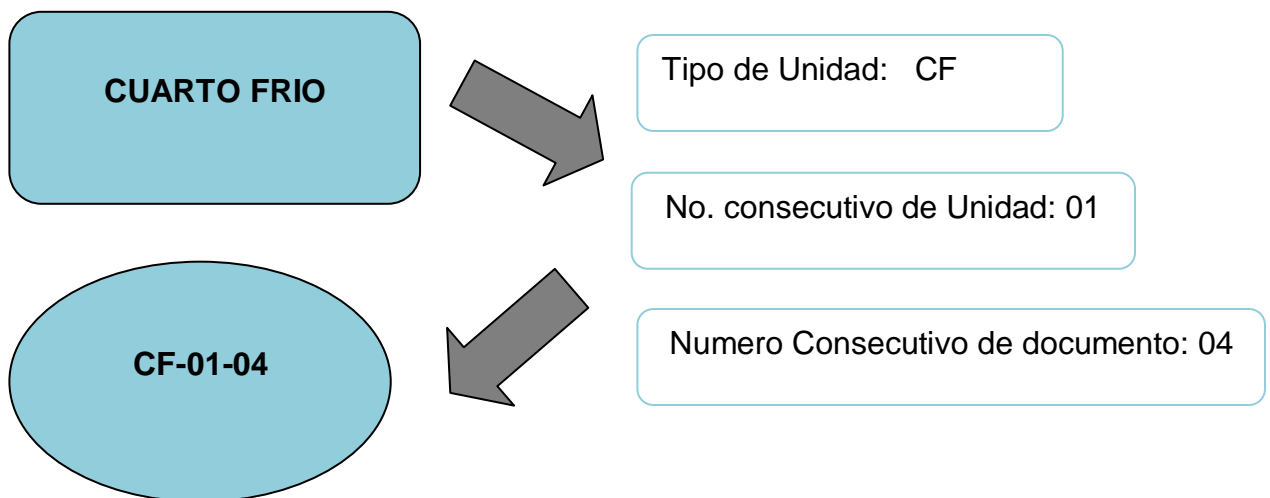 CUARTO FRIO
Tipo de Unidad: CF
No. consecutivo de Unidad: 01
Numero Consecutivo de documento: 04
CF-01-04